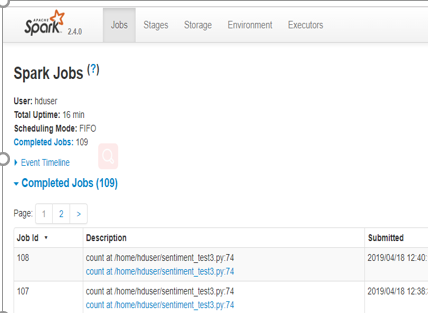 APACHE
Spark 2.4.0 Jobs Stages Storage Environment Executors
Spark Jobs (?)
User: hduser
Total Uptime: 16 min
Scheduling Mode: FIFO
Completed Jobs: 109
Event Timeline
Completed Jobs (109)
Page: 1 2 >
Job Id Description Submitted
108 count at /home/hduser/sentiment_test3.py:74 2019/04/18 12:40:
count at /home/hduser/sentiment_test3.py:74
107 count at /home/hduser/sentiment_test3.py:74 2019/04/18 12:38:
count at /home/hduser/sentiment_test3.py:74